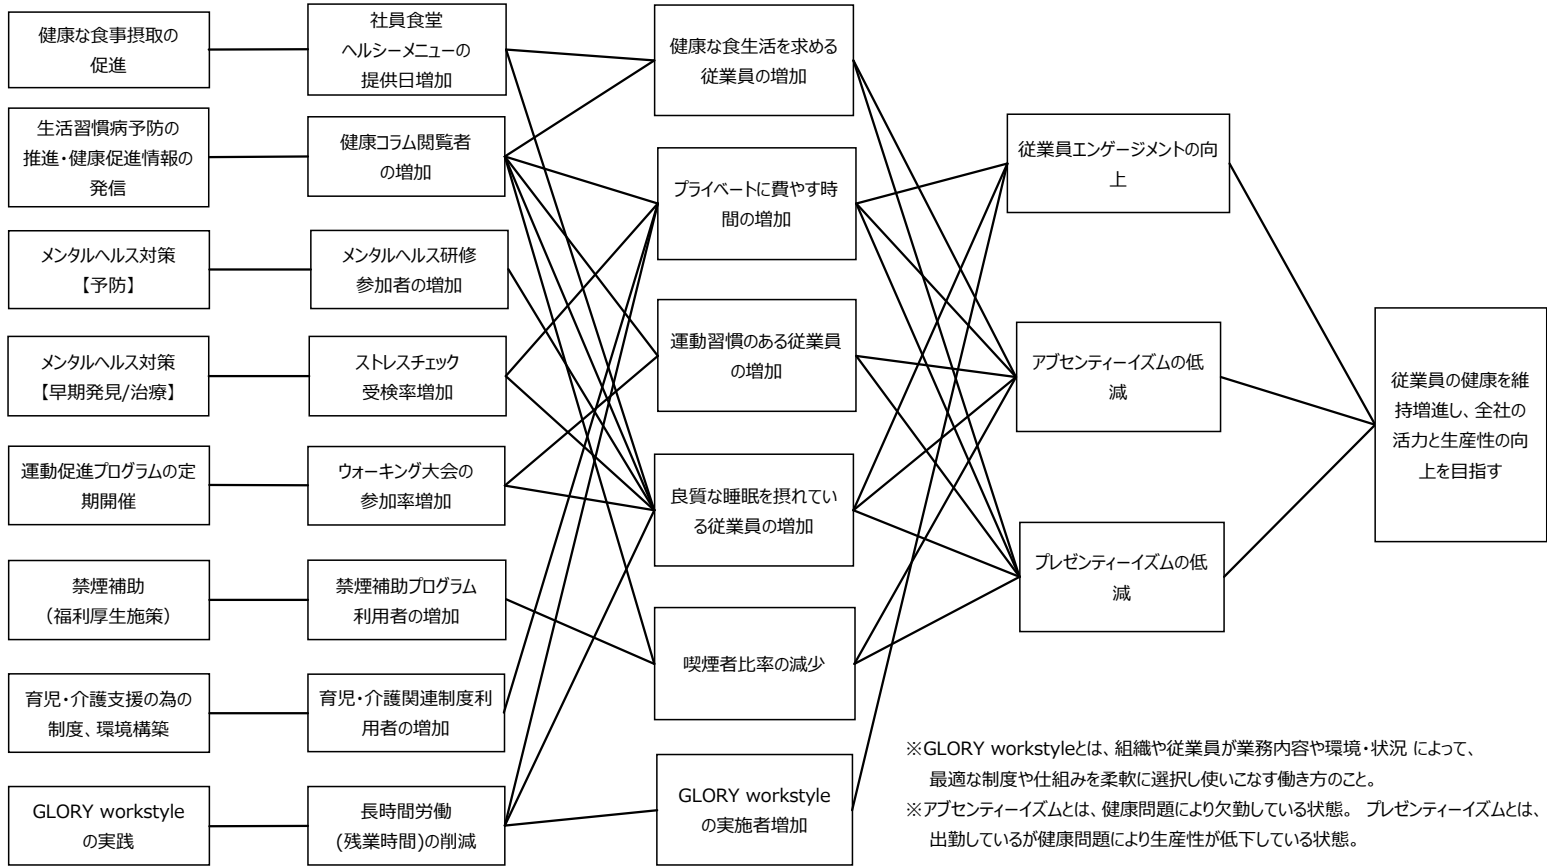 健康な食事摂取の
促進
生活習慣病予防の
推進・健康促進情報の
発信
メンタルヘルス対策
【予防】
メンタルヘルス対策
【早期発見/治療】
運動促進プログラムの定
期開催
禁煙補助
（福利厚生施策）
育児・介護支援の為の
制度、環境構築
GLORY workstyle
の実践
社員食堂
ヘルシーメニューの
提供日増加
健康コラム閲覧者
の増加
メンタルヘルス研修
参加者の増加
ストレスチェック
受検率増加
ウォーキング大会の
参加率増加
禁煙補助プログラム
利用者の増加
育児・介護関連制度利
用者の増加
長時間労働
(残業時間)の削減
健康な食生活を求める
従業員の増加
プライベートに費やす時
間の増加
運動習慣のある従業員
の増加
良質な睡眠を摂れてい
る従業員の増加
喫煙者比率の減少
GLORY workstyle
の実施者増加
従業員エンゲージメントの向
上
アブセンティーイズムの低
減
プレゼンティーイズムの低
減
従業員の健康を維
持増進し、全社の
活力と生産性の向
上を目指す
※GLORY workstyleとは、組織や従業員が業務内容や環境・状況 によって、
最適な制度や仕組みを柔軟に選択し使いこなす働き方のこと。
※アブセンティーイズムとは、健康問題により欠勤している状態。 プレゼンティーイズムとは、
出勤しているが健康問題により生産性が低下している状態。